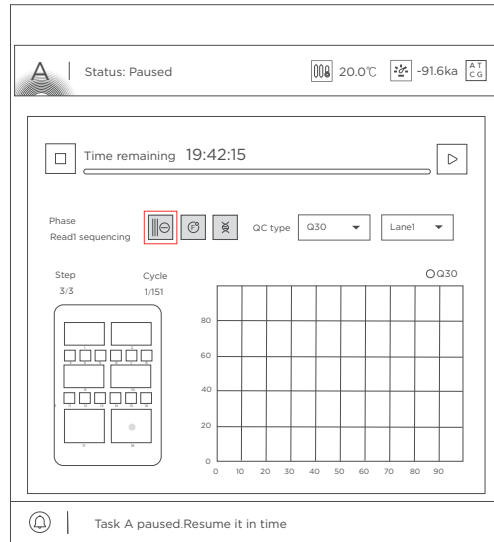 A
Status: Paused
20.0℃
-91.6ka
A T
C G
Time remaining 19:42:15
Phase
Read1 sequencing
F
QC type
Q30
Lane1
Step
3/3
Cycle
1/151
Q30
80
60
40
20
0
0 10 20 30 40 50 60 70 80 90
17
18
Task A paused.Resume it in time